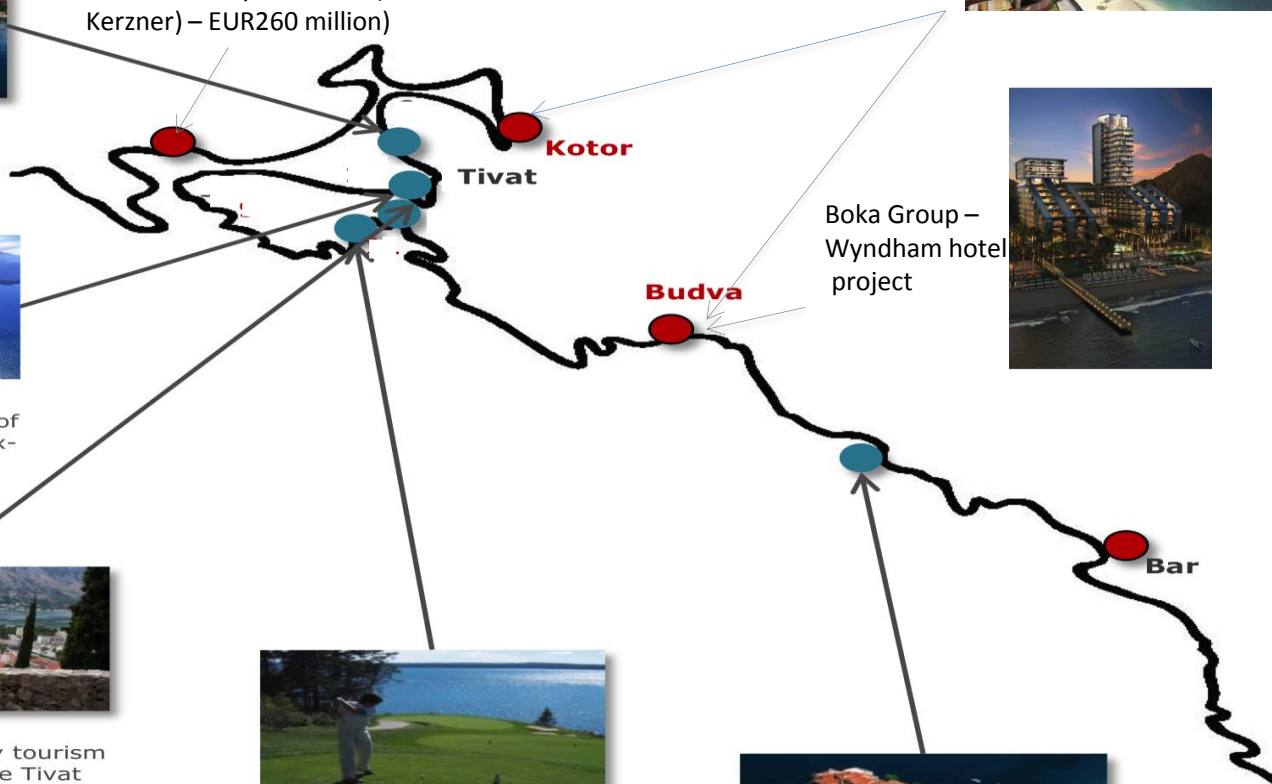 Kerzner) – EUR260 million)
Kotor
Tivat
Boka Group –
Wyndham hotel
project
Budva
of
k-
Bar
tourism
e Tivat